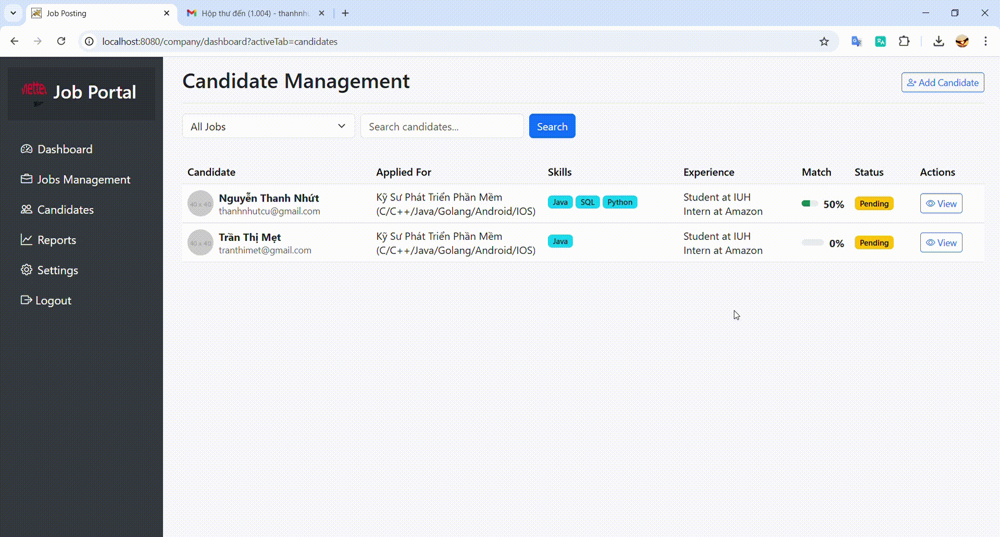 Job Posting
Hộp thư đến (1.004) - thanhnh
localhost:8080/company/dashboard?activeTab=candidates
viettel
Job Portal
Dashboard
Jobs Management
Candidates
Reports
Settings
Logout
Candidate Management
Add Candidate
All Jobs
Search candidates...
Search
Candidate Applied For Skills Experience Match Status Actions
40 x 40
Nguyễn Thanh Nhứt
thanhnhutcu@gmail.com
Kỹ Sư Phát Triển Phần Mềm
(C/C++/Java/Golang/Android/IOS)
Java SQL Python
Student at IUH
Intern at Amazon
50%
Pending
View
40 x 40
Trần Thị Mẹt
tranthimet@gmail.com
Kỹ Sư Phát Triển Phần Mềm
(C/C++/Java/Golang/Android/IOS)
Java
Student at IUH
Intern at Amazon
0%
Pending
View